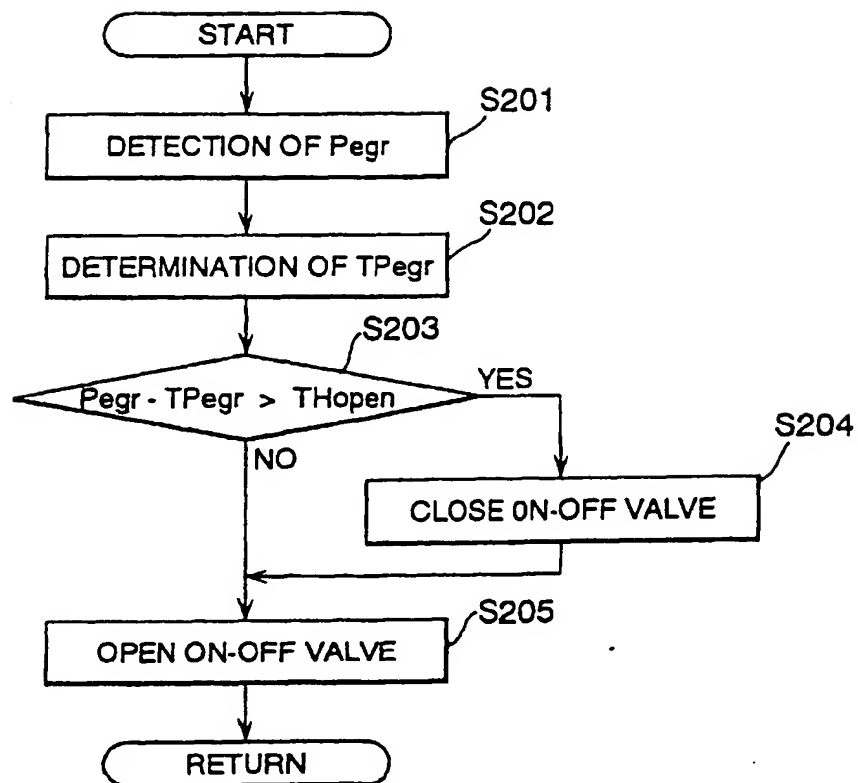 START
S201
DETECTION OF Pegr
S202
DETERMINATION OF TPegr
S203
Pegr - TPegr > THopen
YES
NO
S204
CLOSE 0N-OFF VALVE
S205
OPEN ON-OFF VALVE
RETURN